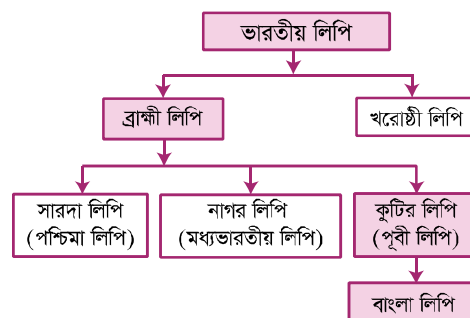 ভারতীয় লিপি
ব্রাহ্মী লিপি
খরোষ্ঠী লিপি
সারদা লিপি
(পশ্চিমা লিপি)
নাগর লিপি
(মধ্যভারতীয় লিপি)
কুটির লিপি
(পূবী লিপি)
বাংলা লিপি